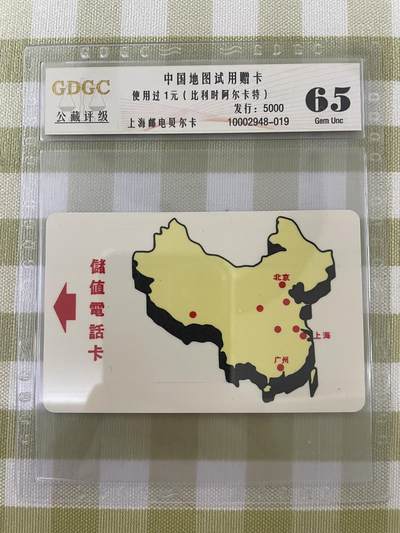 GDGC
公藏评级
中国地图试用赠卡
使用过1元(比利时阿尔卡特)
发行:5000
上海邮电贝尔卡
10002948-019
65
Gem Unc
儲值電話卡
北京
上海
广州